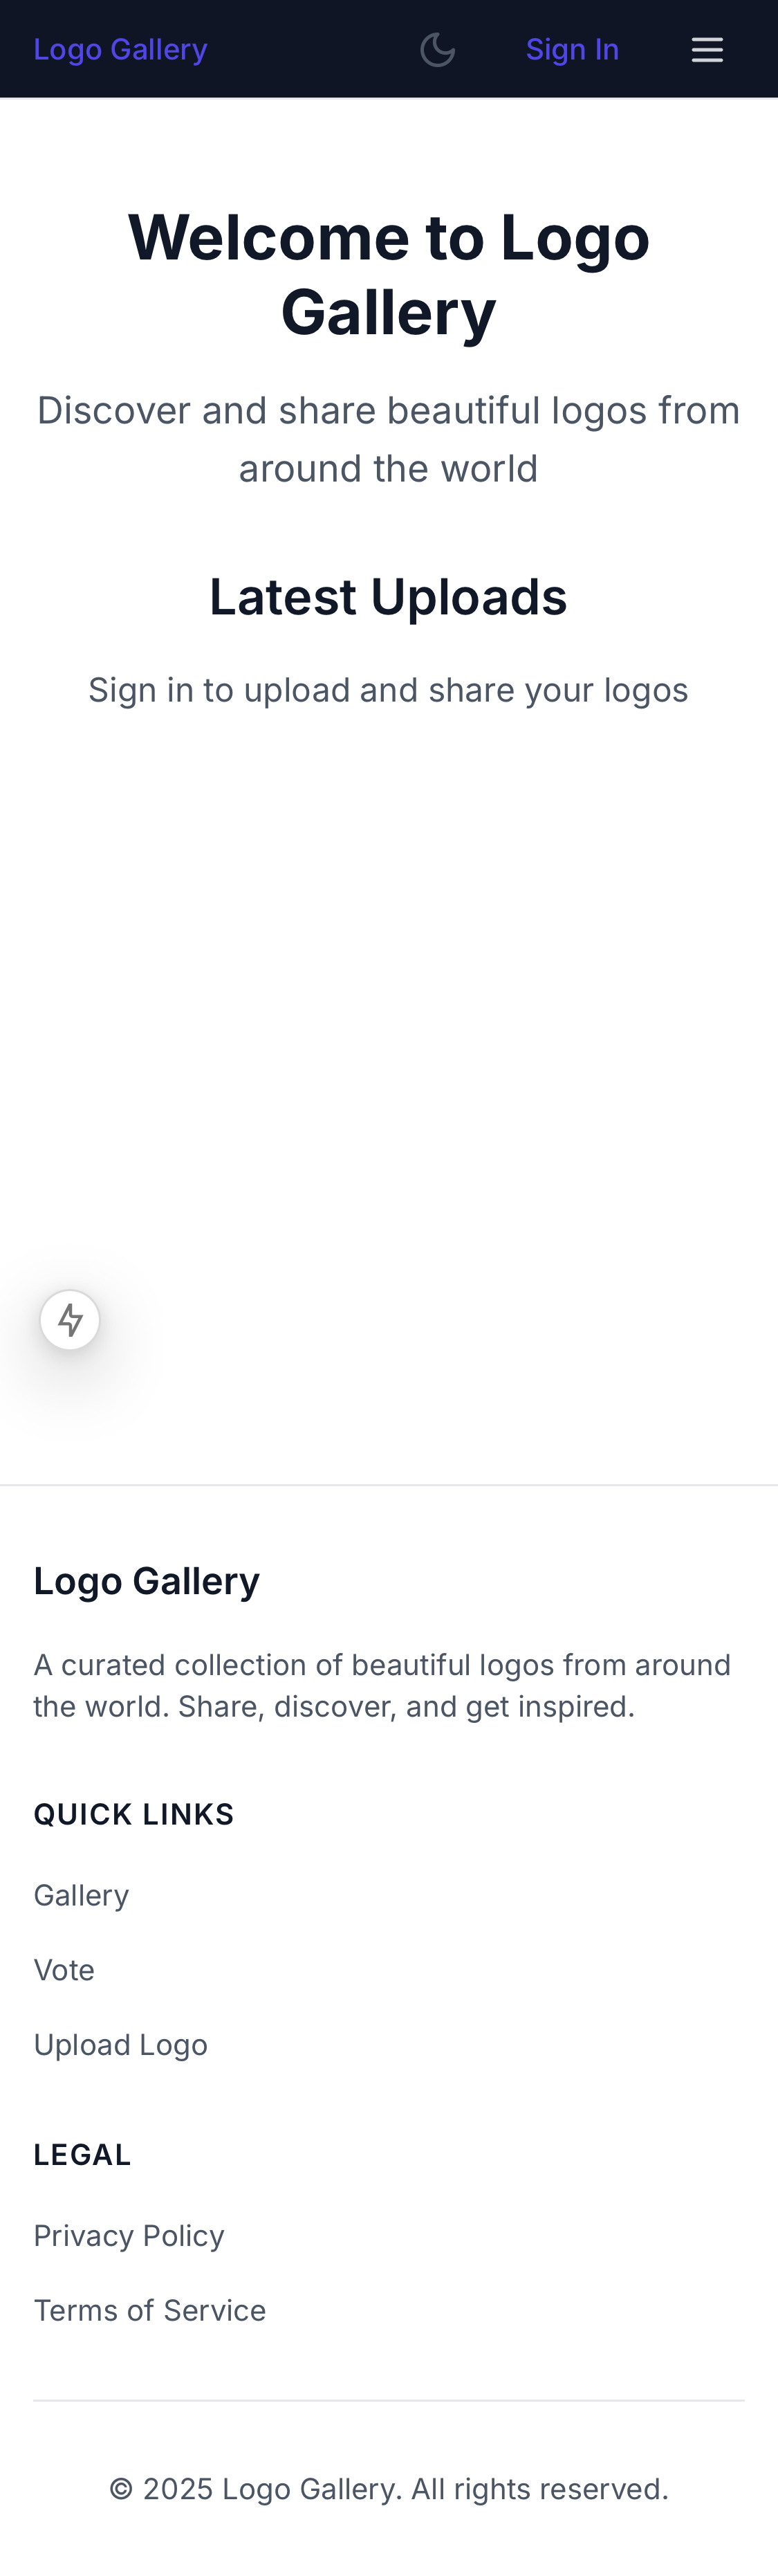 Logo Gallery
Sign In
Welcome to Logo
Gallery
Discover and share beautiful logos from
around the world
Latest Uploads
Sign in to upload and share your logos
Logo Gallery
A curated collection of beautiful logos from around
the world. Share, discover, and get inspired.
QUICK LINKS
Gallery
Vote
Upload Logo
LEGAL
Privacy Policy
Terms of Service
© 2025 Logo Gallery. All rights reserved.